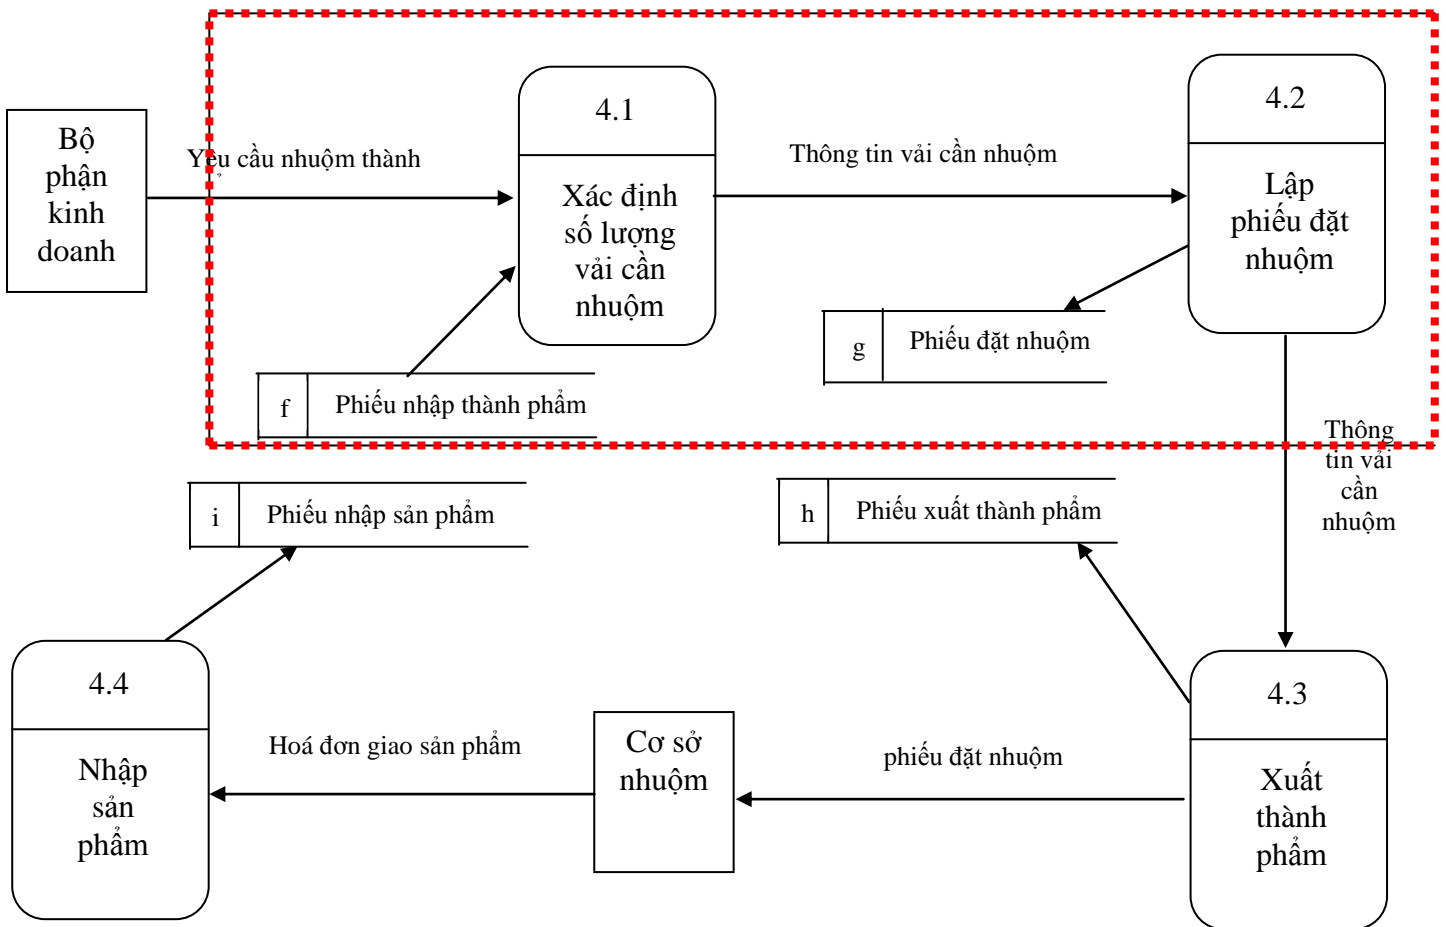 4.1
4.2
Bộ
phận
kinh
doanh
Yêu cầu nhuộm thành
Thông tin vải cần nhuộm
Xác định
số lượng
vải cần
nhuộm
Lập
phiếu đặt
nhuộm
g
Phiếu đặt nhuộm
f
Phiếu nhập thành phẩm
Thông
tin vải
cần
nhuộm
i
Phiếu nhập sản phẩm
h
Phiếu xuất thành phẩm
4.4
4.3
Hoá đơn giao sản phẩm
Cơ sở
nhuộm
phiếu đặt nhuộm
Nhập
sản
phẩm
Xuất
thành
phẩm